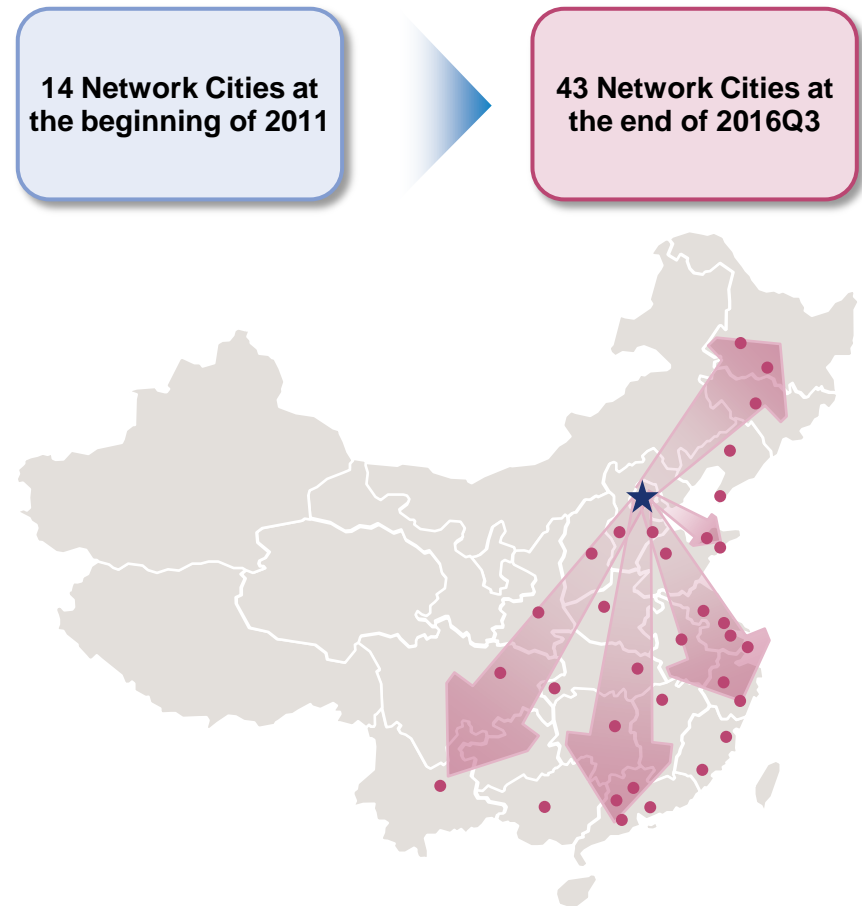 14 Network Cities at
the beginning of 2011
43 Network Cities at
the end of 2016Q3